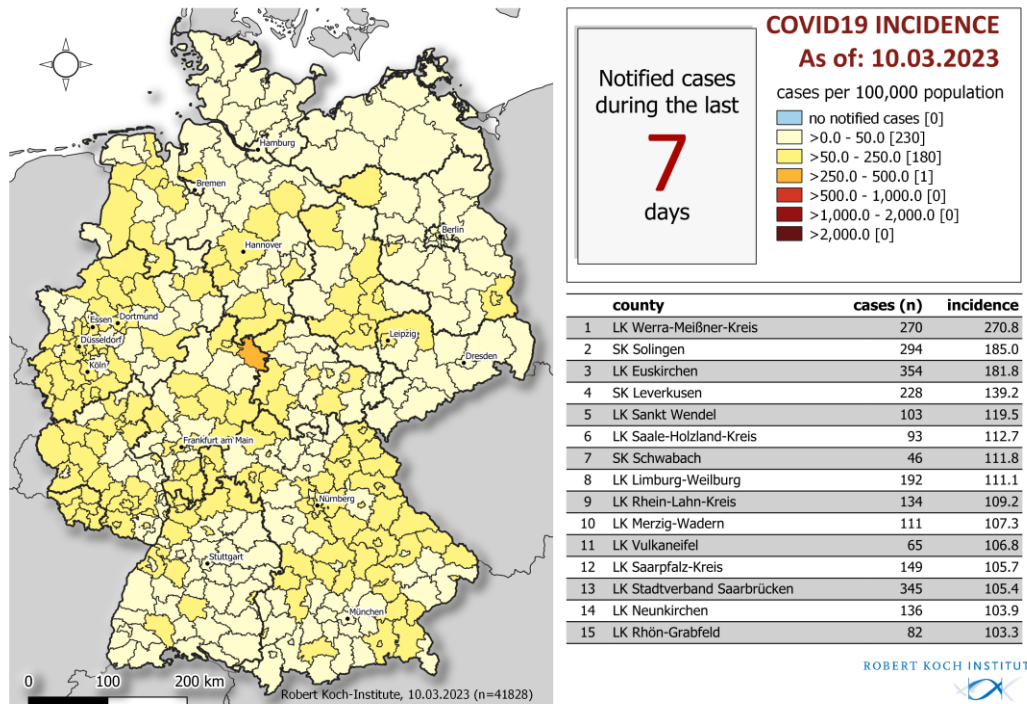 Hamburg
Bremen
Berlin
Hannover
Essen
Dortmund
Düsseldorf
Köln
Leipzig
Dresden
Frankfurt am Main
Nürnberg
Stuttgart
München
0 100 200 km
Robert Koch-Institute, 10.03.2023 (n=41828)
COVID19 INCIDENCE
As of: 10.03.2023
Notified cases
during the last
7
days
cases per 100,000 population
no notified cases [0]
>0.0 - 50.0 [230]
>50.0 - 250.0 [180]
>250.0 - 500.0 [1]
>500.0 - 1,000.0 [0]
>1,000.0 - 2,000.0 [0]
>2,000.0 [0]
county cases (n) incidence
1 LK Werra-Meißner-Kreis 270 270.8
2 SK Solingen 294 185.0
3 LK Euskirchen 354 181.8
4 SK Leverkusen 228 139.2
5 LK Sankt Wendel 103 119.5
6 LK Saale-Holzland-Kreis 93 112.7
7 SK Schwabach 46 111.8
8 LK Limburg-Weilburg 192 111.1
9 LK Rhein-Lahn-Kreis 134 109.2
10 LK Merzig-Wadern 111 107.3
11 LK Vulkaneifel 65 106.8
12 LK Saarpfalz-Kreis 149 105.7
13 LK Stadtverband Saarbrücken 345 105.4
14 LK Neunkirchen 136 103.9
15 LK Rhön-Grabfeld 82 103.3
ROBERT KOCH INSTITUT